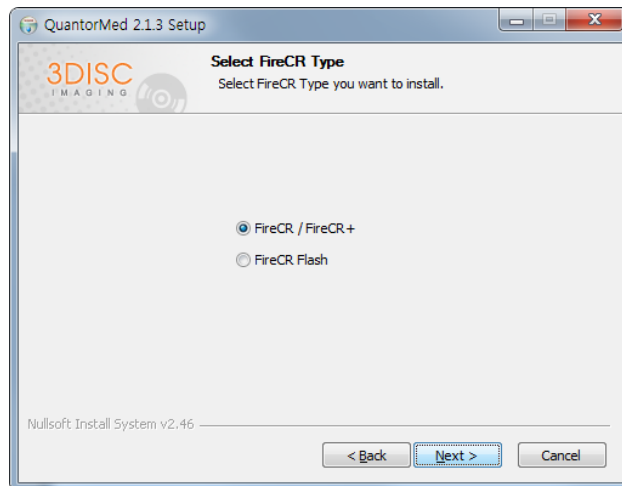 QuantorMed 2.1.3 Setup
3DISC
IMAGING
Select FireCR Type
Select FireCR Type you want to install.
FireCR / FireCR+
FireCR Flash
Nullsoft Install System v2.46
< Back
Next >
Cancel